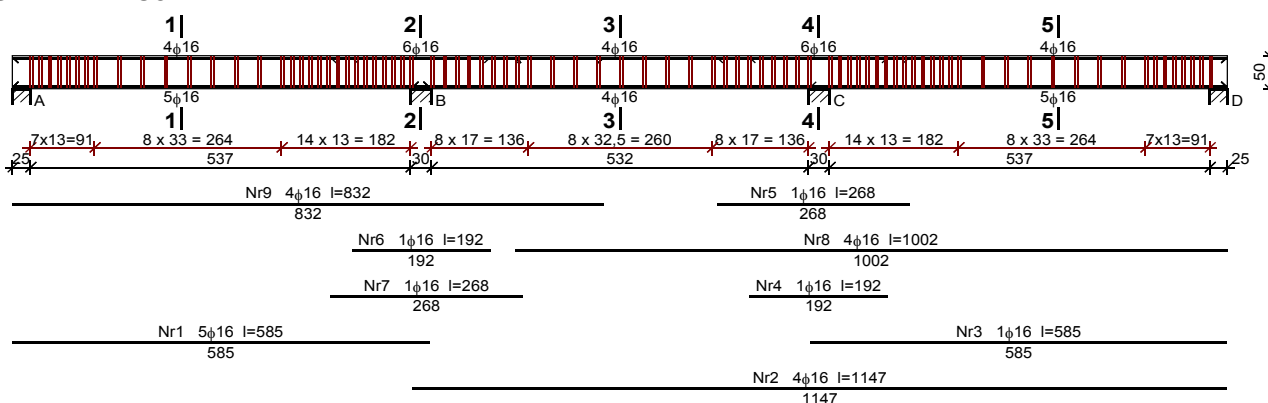 1 2 3 4 5
4ϕ16 6ϕ16 4ϕ16 6ϕ16 4ϕ16
50
A B C D
5ϕ16 4ϕ16 5ϕ16
1 2 3 4 5
7x13=91 8 x 33 = 264 14 x 13 = 182 8 x 17 = 136 8 x 32,5 = 260 8 x 17 = 136 14 x 13 = 182 8 x 33 = 264 7x13=91
25 537 30 532 30 537 25
Nr9 4ϕ16 l=832 Nr5 1ϕ16 l=268
832 268
Nr6 1ϕ16 l=192 Nr8 4ϕ16 l=1002
192 1002
Nr7 1ϕ16 l=268 Nr4 1ϕ16 l=192
268 192
Nr1 5ϕ16 l=585 Nr3 1ϕ16 l=585
585 585
Nr2 4ϕ16 l=1147
1147